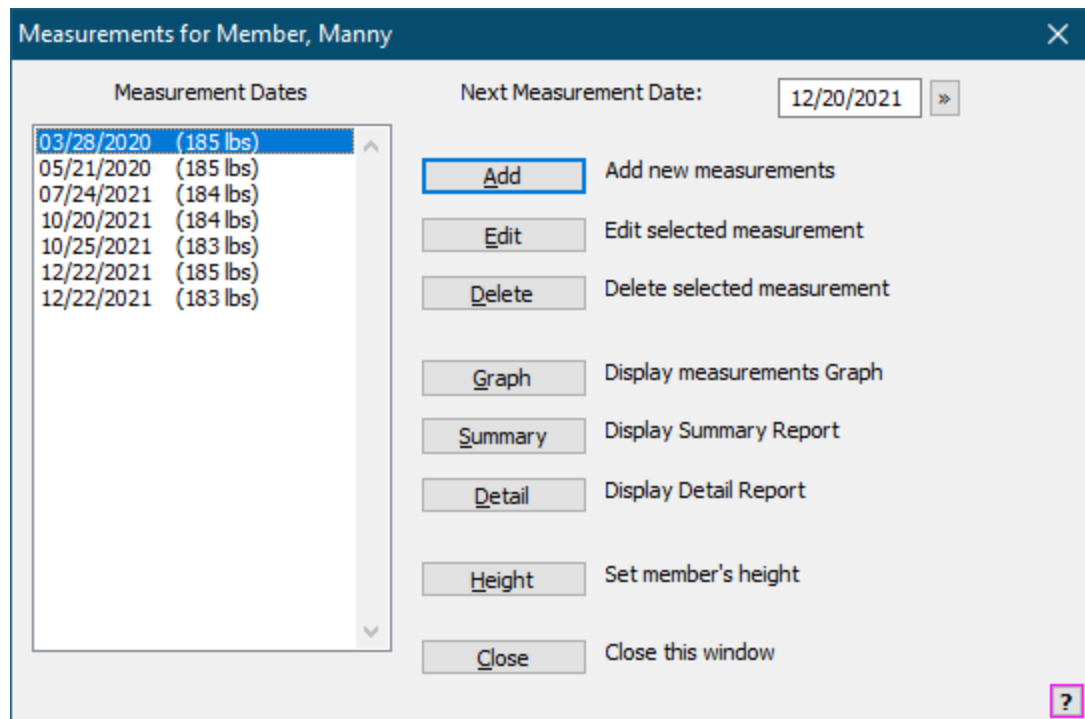 Measurements for Member, Manny
Measurement Dates
03/28/2020 (185 lbs)
05/21/2020 (185 lbs)
07/24/2021 (184 lbs)
10/20/2021 (184 lbs)
10/25/2021 (183 lbs)
12/22/2021 (185 lbs)
12/22/2021 (183 lbs)
Next Measurement Date: 12/20/2021 »
Add Add new measurements
Edit Edit selected measurement
Delete Delete selected measurement
Graph Display measurements Graph
Summary Display Summary Report
Detail Display Detail Report
Height Set member's height
Close Close this window
?